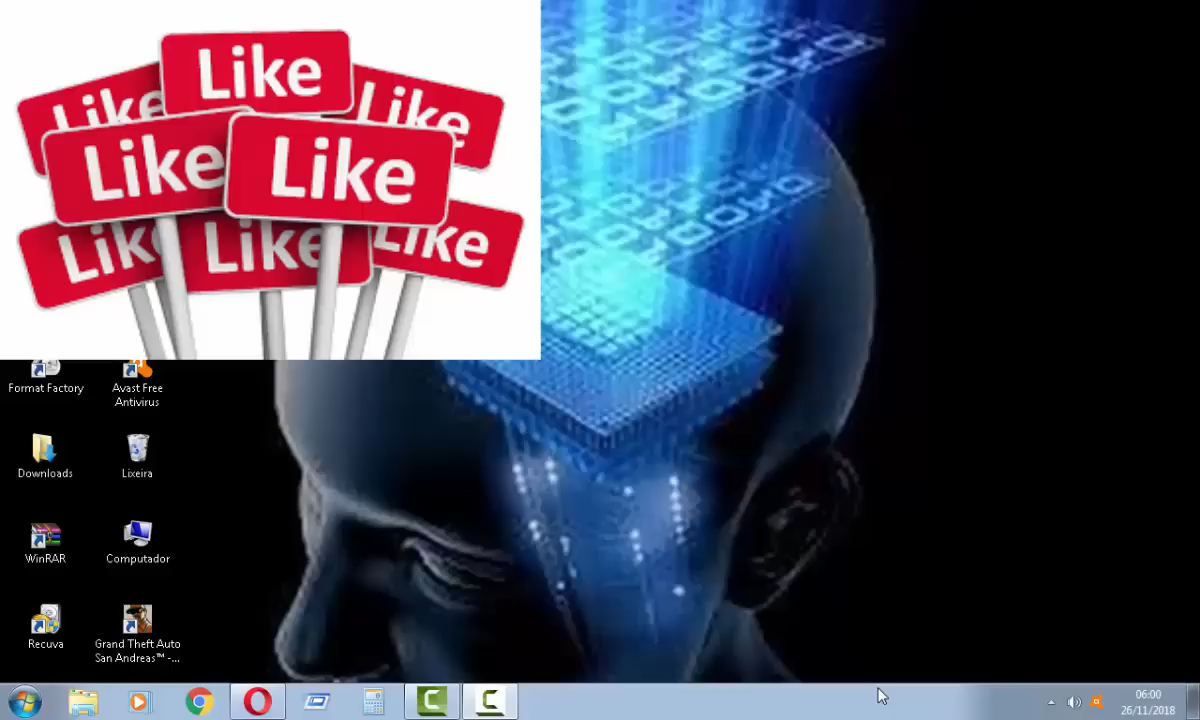 Like
Like
Like
Like
Like
Like
Like
Like
Format Factory
Avast Free
Antivirus
Downloads
Lixeira
WinRAR
Computador
Recuva
Grand Theft Auto
San Andreas™ -...
06:00
26/11/2018